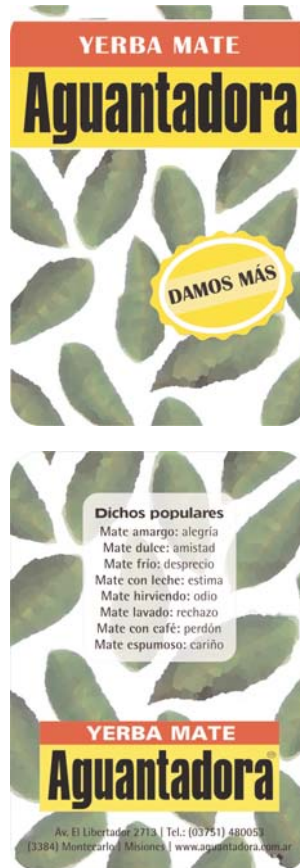 YERBA MATE
Aguantadora
DAMOS MÁS
Dichos populares
Mate amargo: alegría
Mate dulce: amistad
Mate frío: desprecio
Mate con leche: estima
Mate hirviendo: odio
Mate lavado: rechazo
Mate con café: perdón
Mate espumoso: cariño
YERBA MATE
Aguantadora®
Av. El Libertador 2713 | Tel.: (03751) 480053
(3384) Montecarlo | Misiones | www.aguantadora.com.ar